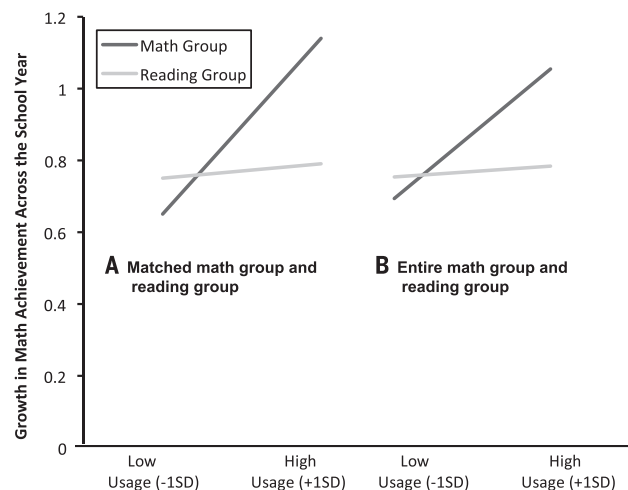 Growth in Math Achievement Across the School Year
1.2
1
0.8
0.6
0.4
0.2
0
Math Group
Reading Group
A Matched math group and
reading group
B Entire math group and
reading group
Low
Usage (-1SD)
High
Usage (+1SD)
Low
Usage (-1SD)
High
Usage (+1SD)